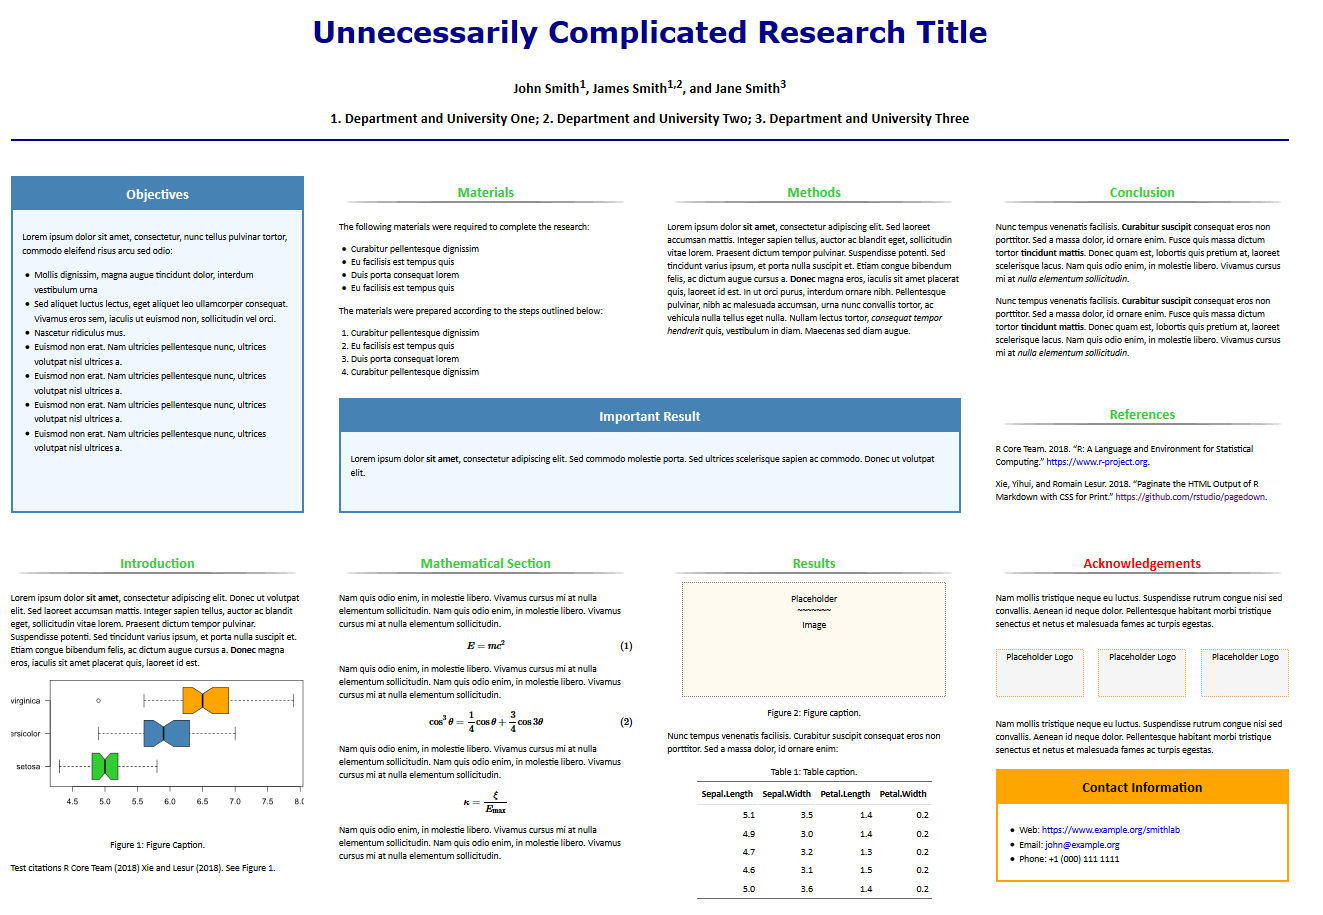 Unnecessarily Complicated Research Title
John Smith1, James Smith1,2, and Jane Smith3
1. Department and University One; 2. Department and University Two; 3. Department and University Three
Objectives
Lorem ipsum dolor sit amet, consectetur, nunc tellus pulvinar tortor,
commodo eleifend risus arcu sed odio:
• Mollis dignissim, magna augue tincidunt dolor, interdum
vestibulum urna
• Sed aliquet luctus lectus, eget aliquet leo ullamcorper consequat.
Vivamus eros sem, iaculis ut euismod non, sollicitudin vel orci.
• Nascetur ridiculus mus.
• Euismod non erat. Nam ultricies pellentesque nunc, ultrices
volutpat nisl ultrices a.
• Euismod non erat. Nam ultricies pellentesque nunc, ultrices
volutpat nisl ultrices a.
• Euismod non erat. Nam ultricies pellentesque nunc, ultrices
volutpat nisl ultrices a.
• Euismod non erat. Nam ultricies pellentesque nunc, ultrices
volutpat nisl ultrices a.
Introduction
Lorem ipsum dolor sit amet, consectetur adipiscing elit. Donec ut volutpat
elit. Sed laoreet accumsan mattis. Integer sapien tellus, auctor ac blandit
eget, sollicitudin vitae lorem. Praesent dictum tempor pulvinar.
Suspendisse potenti. Sed tincidunt varius ipsum, et porta nulla suscipit et.
Etiam congue bibendum felis, ac dictum augue cursus a. Donec magna
eros, iaculis sit amet placerat quis, laoreet id est.
virginica
ersicolor
setosa
4.5 5.0 5.5 6.0 6.5 7.0 7.5 8.0
Figure 1: Figure Caption.
Test citations R Core Team (2018) Xie and Lesur (2018). See Figure 1.
Materials
The following materials were required to complete the research:
• Curabitur pellentesque dignissim
• Eu facilisis est tempus quis
• Duis porta consequat lorem
• Eu facilisis est tempus quis
The materials were prepared according to the steps outlined below:
1. Curabitur pellentesque dignissim
2. Eu facilisis est tempus quis
3. Duis porta consequat lorem
4. Curabitur pellentesque dignissim
Methods
Lorem ipsum dolor sit amet, consectetur adipiscing elit. Sed laoreet
accumsan mattis. Integer sapien tellus, auctor ac blandit eget, sollicitudin
vitae lorem. Praesent dictum tempor pulvinar. Suspendisse potenti. Sed
tincidunt varius ipsum, et porta nulla suscipit et. Etiam congue bibendum
felis, ac dictum augue cursus a. Donec magna eros, iaculis sit amet placerat
quis, laoreet id est. In ut orci purus, interdum ornare nibh. Pellentesque
pulvinar, nibh ac malesuada accumsan, urna nunc convallis tortor, ac
vehicula nulla tellus eget nulla. Nullam lectus tortor, consequat tempor
hendrerit quis, vestibulum in diam. Maecenas sed diam augue.
Important Result
Lorem ipsum dolor sit amet, consectetur adipiscing elit. Sed commodo molestie porta. Sed ultrices scelerisque sapien ac commodo. Donec ut volutpat
elit.
Mathematical Section
Nam quis odio enim, in molestie libero. Vivamus cursus mi at nulla
elementum sollicitudin. Nam quis odio enim, in molestie libero. Vivamus
cursus mi at nulla elementum sollicitudin.
E = mc² (1)
Nam quis odio enim, in molestie libero. Vivamus cursus mi at nulla
elementum sollicitudin. Nam quis odio enim, in molestie libero. Vivamus
cursus mi at nulla elementum sollicitudin.
cos³ θ = 1/4 cos θ + 3/4 cos 3θ (2)
Nam quis odio enim, in molestie libero. Vivamus cursus mi at nulla
elementum sollicitudin. Nam quis odio enim, in molestie libero. Vivamus
cursus mi at nulla elementum sollicitudin.
κ = ξ/Emax
Nam quis odio enim, in molestie libero. Vivamus cursus mi at nulla
elementum sollicitudin. Nam quis odio enim, in molestie libero. Vivamus
cursus mi at nulla elementum sollicitudin.
Results
Placeholder
~~~~~~~
Image
Figure 2: Figure caption.
Nunc tempus venenatis facilisis. Curabitur suscipit consequat eros non
porttitor. Sed a massa dolor, id ornare enim:
Table 1: Table caption.
Sepal.Length Sepal.Width Petal.Length Petal.Width
5.1 3.5 1.4 0.2
4.9 3.0 1.4 0.2
4.7 3.2 1.3 0.2
4.6 3.1 1.5 0.2
5.0 3.6 1.4 0.2
Conclusion
Nunc tempus venenatis facilisis. Curabitur suscipit consequat eros non
porttitor. Sed a massa dolor, id ornare enim. Fusce quis massa dictum
tortor tincidunt mattis. Donec quam est, lobortis quis pretium at, laoreet
scelerisque lacus. Nam quis odio enim, in molestie libero. Vivamus cursus
mi at nulla elementum sollicitudin.
Nunc tempus venenatis facilisis. Curabitur suscipit consequat eros non
porttitor. Sed a massa dolor, id ornare enim. Fusce quis massa dictum
tortor tincidunt mattis. Donec quam est, lobortis quis pretium at, laoreet
scelerisque lacus. Nam quis odio enim, in molestie libero. Vivamus cursus
mi at nulla elementum sollicitudin.
References
R Core Team. 2018. “R: A Language and Environment for Statistical
Computing.” https://www.r-project.org.
Xie, Yihui, and Romain Lesur. 2018. “Paginate the HTML Output of R
Markdown with CSS for Print.” https://github.com/rstudio/pagedown.
Acknowledgements
Nam mollis tristique neque eu luctus. Suspendisse rutrum congue nisi sed
convallis. Aenean id neque dolor. Pellentesque habitant morbi tristique
senectus et netus et malesuada fames ac turpis egestas.
Placeholder Logo Placeholder Logo Placeholder Logo
Nam mollis tristique neque eu luctus. Suspendisse rutrum congue nisi sed
convallis. Aenean id neque dolor. Pellentesque habitant morbi tristique
senectus et netus et malesuada fames ac turpis egestas.
Contact Information
• Web: https://www.example.org/smithlab
• Email: john@example.org
• Phone: +1 (000) 111 1111